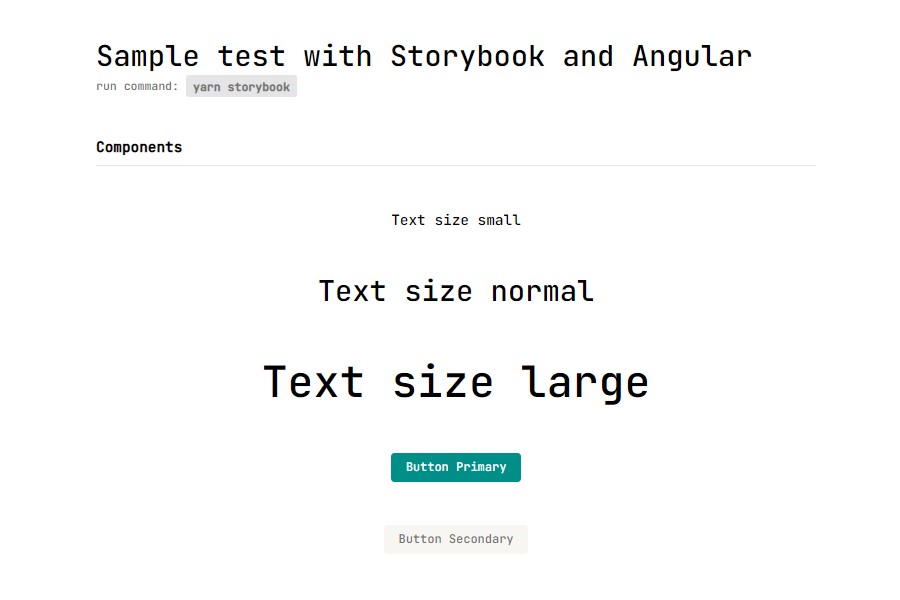 Sample test with Storybook and Angular
run command: yarn storybook
Components
Text size small
Text size normal
Text size large
Button Primary
Button Secondary